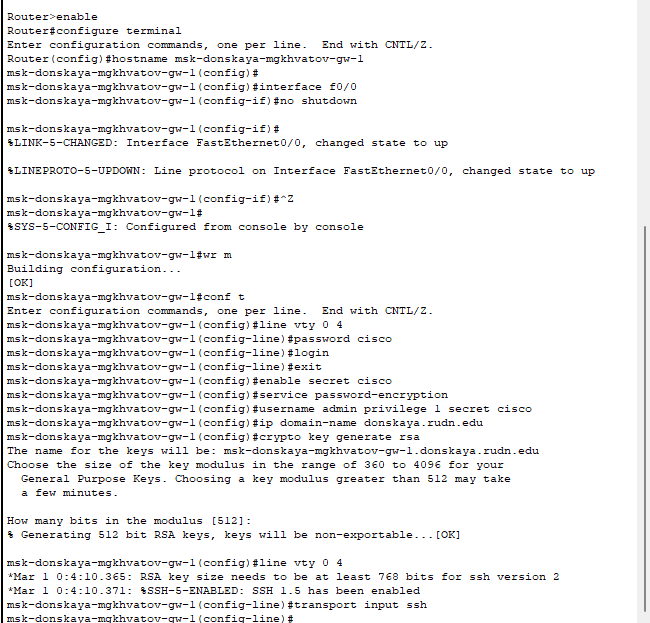 Router>enable
Router#configure terminal
Enter configuration commands, one per line.  End with CNTL/Z.
Router(config)#hostname msk-donskaya-mgkhvatov-gw-1
msk-donskaya-mgkhvatov-gw-1(config)#
msk-donskaya-mgkhvatov-gw-1(config)#interface f0/0
msk-donskaya-mgkhvatov-gw-1(config-if)#no shutdown

msk-donskaya-mgkhvatov-gw-1(config-if)#
%LINK-5-CHANGED: Interface FastEthernet0/0, changed state to up

%LINEPROTO-5-UPDOWN: Line protocol on Interface FastEthernet0/0, changed state to up

msk-donskaya-mgkhvatov-gw-1(config-if)#^Z
msk-donskaya-mgkhvatov-gw-1#
%SYS-5-CONFIG_I: Configured from console by console

msk-donskaya-mgkhvatov-gw-1#wr m
Building configuration...
[OK]
msk-donskaya-mgkhvatov-gw-1#conf t
Enter configuration commands, one per line.  End with CNTL/Z.
msk-donskaya-mgkhvatov-gw-1(config)#line vty 0 4
msk-donskaya-mgkhvatov-gw-1(config-line)#password cisco
msk-donskaya-mgkhvatov-gw-1(config-line)#login
msk-donskaya-mgkhvatov-gw-1(config-line)#exit
msk-donskaya-mgkhvatov-gw-1(config)#enable secret cisco
msk-donskaya-mgkhvatov-gw-1(config)#service password-encryption
msk-donskaya-mgkhvatov-gw-1(config)#username admin privilege 1 secret cisco
msk-donskaya-mgkhvatov-gw-1(config)#ip domain-name donskaya.rudn.edu
msk-donskaya-mgkhvatov-gw-1(config)#crypto key generate rsa
The name for the keys will be: msk-donskaya-mgkhvatov-gw-1.donskaya.rudn.edu
Choose the size of the key modulus in the range of 360 to 4096 for your
  General Purpose Keys. Choosing a key modulus greater than 512 may take
  a few minutes.

How many bits in the modulus [512]:
% Generating 512 bit RSA keys, keys will be non-exportable...[OK]

msk-donskaya-mgkhvatov-gw-1(config)#line vty 0 4
*Mar 1 0:4:10.365: RSA key size needs to be at least 768 bits for ssh version 2
*Mar 1 0:4:10.371: %SSH-5-ENABLED: SSH 1.5 has been enabled
msk-donskaya-mgkhvatov-gw-1(config-line)#transport input ssh
msk-donskaya-mgkhvatov-gw-1(config-line)#